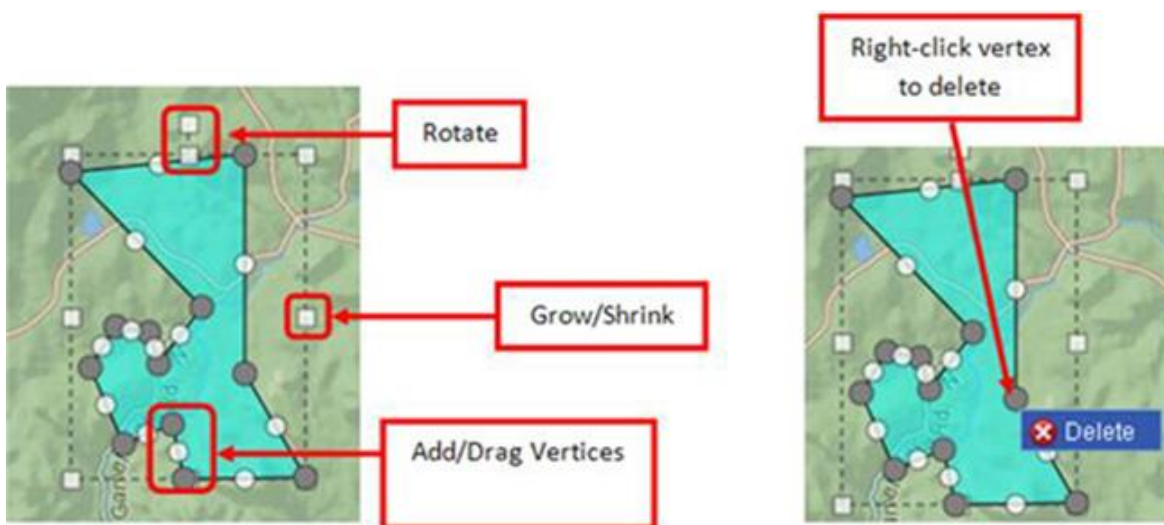 Right-click vertex
to delete
Rotate
Grow/Shrink
Add/Drag Vertices
Delete